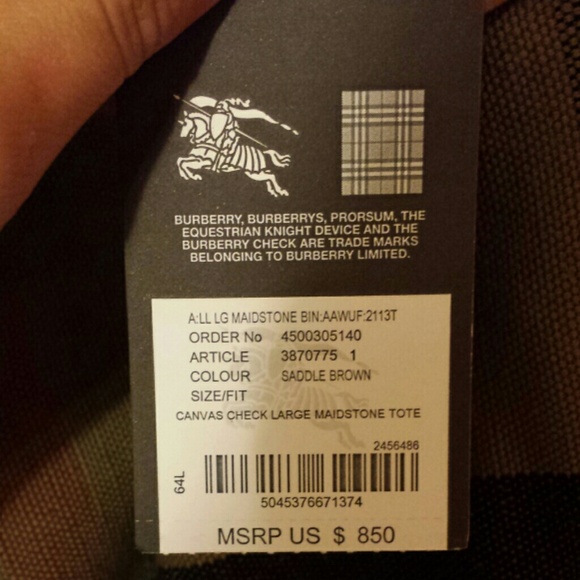 BURBERRY, BURBERRYS, PRORSUM, THE
EQUESTRIAN KNIGHT DEVICE AND THE
BURBERRY CHECK ARE TRADE MARKS
BELONGING TO BURBERRY LIMITED.
A:LL LG MAIDSTONE BIN:AAWUF:2113T
ORDER No 4500305140
ARTICLE 3870775 1
COLOUR SADDLE BROWN
SIZE/FIT
CANVAS CHECK LARGE MAIDSTONE TOTE
2456486
64L
5045376671374
MSRP US $ 850